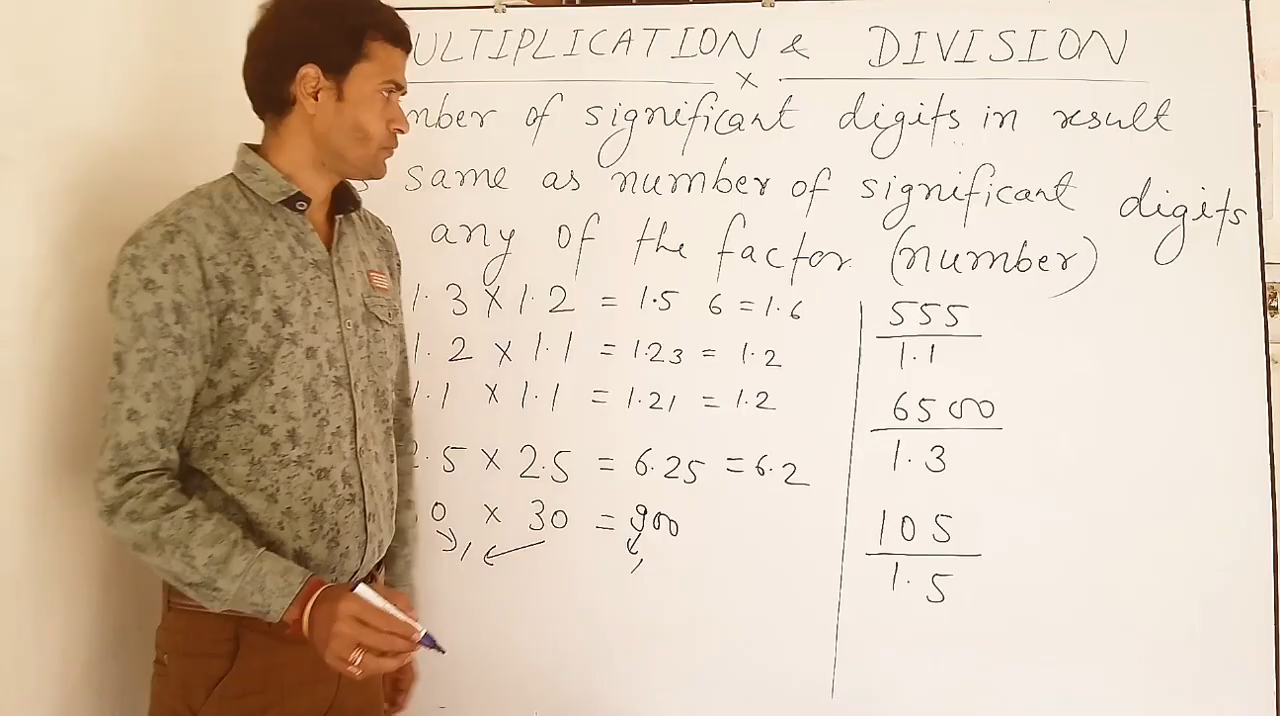 ULTIPLICATION & DIVISION
x
mber of significant digits in result
s same as number of significant digits
any of the factor (number)
1.3 x 1.2 = 1.5 6 = 1.6
1.2 x 1.1 = 1.23 = 1.2
1.1 x 1.1 = 1.21 = 1.2
2.5 x 2.5 = 6.25 = 6.2
0 x 30 = 900
1 1
555
1.1
6500
1.3
105
1.5